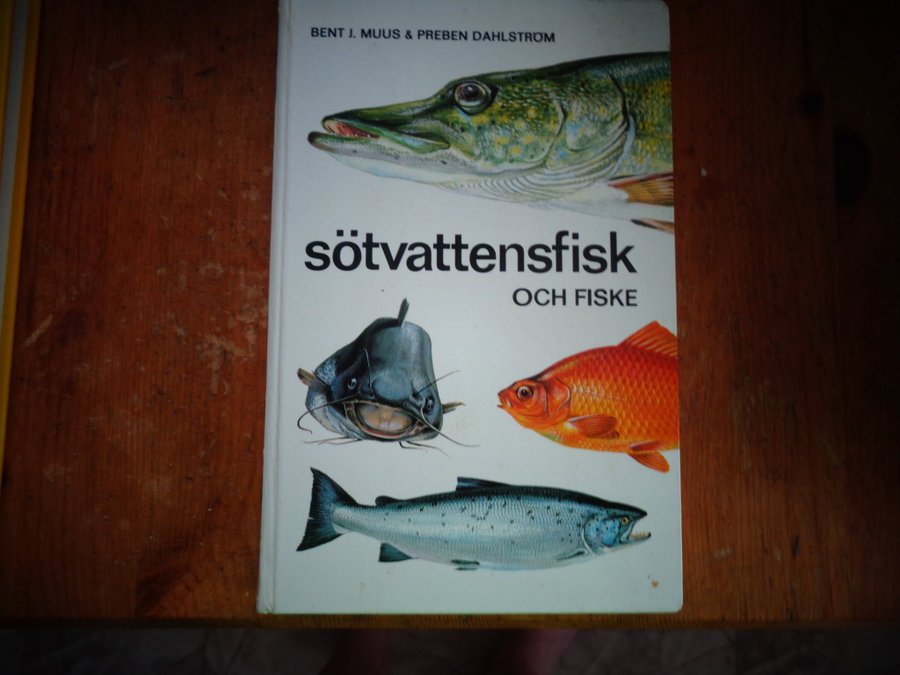 BENT J. MUUS & PREBEN DAHLSTRÖM
sötvattensfisk
OCH FISKE